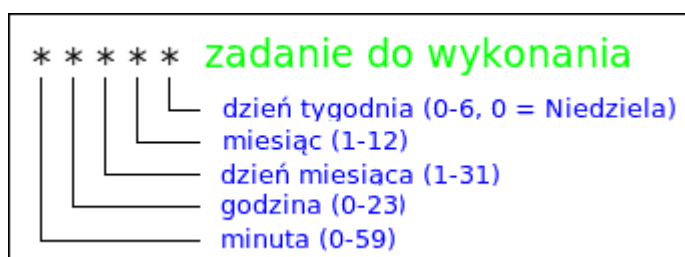 * * * * * zadanie do wykonania
dzień tygodnia (0-6, 0 = Niedziela)
miesiąc (1-12)
dzień miesiąca (1-31)
godzina (0-23)
minuta (0-59)